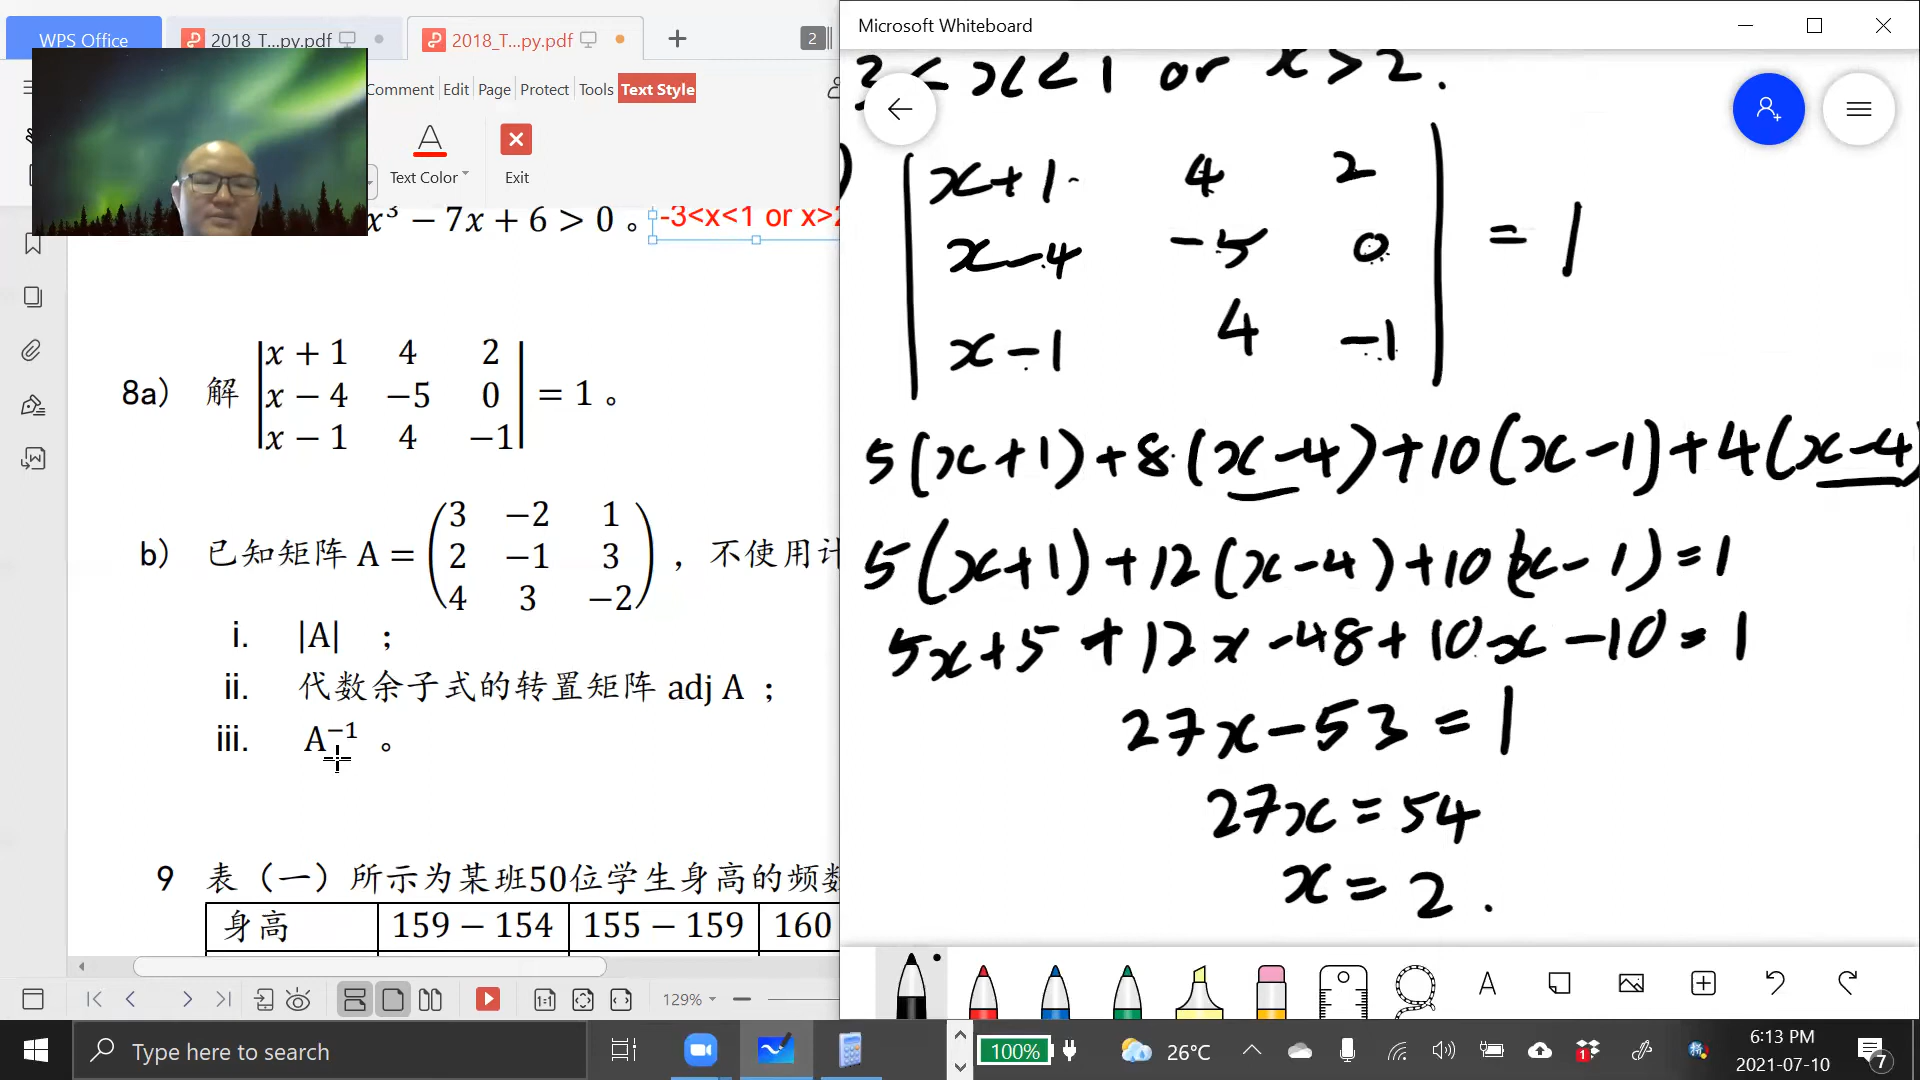 WPS Office
2018 T...py.pdf
2018_T...py.pdf
2
Comment Edit Page Protect Tools Text Style
Text Color
Exit
x³ − 7x + 6 > 0 。
-3<x<1 or x>2
8a) 解 |x + 1 4 2|
|x − 4 −5 0| = 1 。
|x − 1 4 −1|
b) 已知矩阵 A = (3 −2 1
2 −1 3
4 3 −2) ，不使用计
i. |A| ；
ii. 代数余子式的转置矩阵 adj A ；
iii. A⁻¹ 。
9 表（一）所示为某班50位学生身高的频数
身高 159 − 154 155 − 159 160
129%
Microsoft Whiteboard
3 < x < 1 or x > 2.
|x+1 4 2|
|x-4 -5 0| = 1
|x-1 4 -1|
5(x+1)+8(x-4)+10(x-1)+4(x-4)
5(x+1)+12(x-4)+10(x-1)=1
5x+5+12x-48+10x-10=1
27x-53=1
27x=54
x=2.
Type here to search
100%
26°C
1
6:13 PM
2021-07-10
7